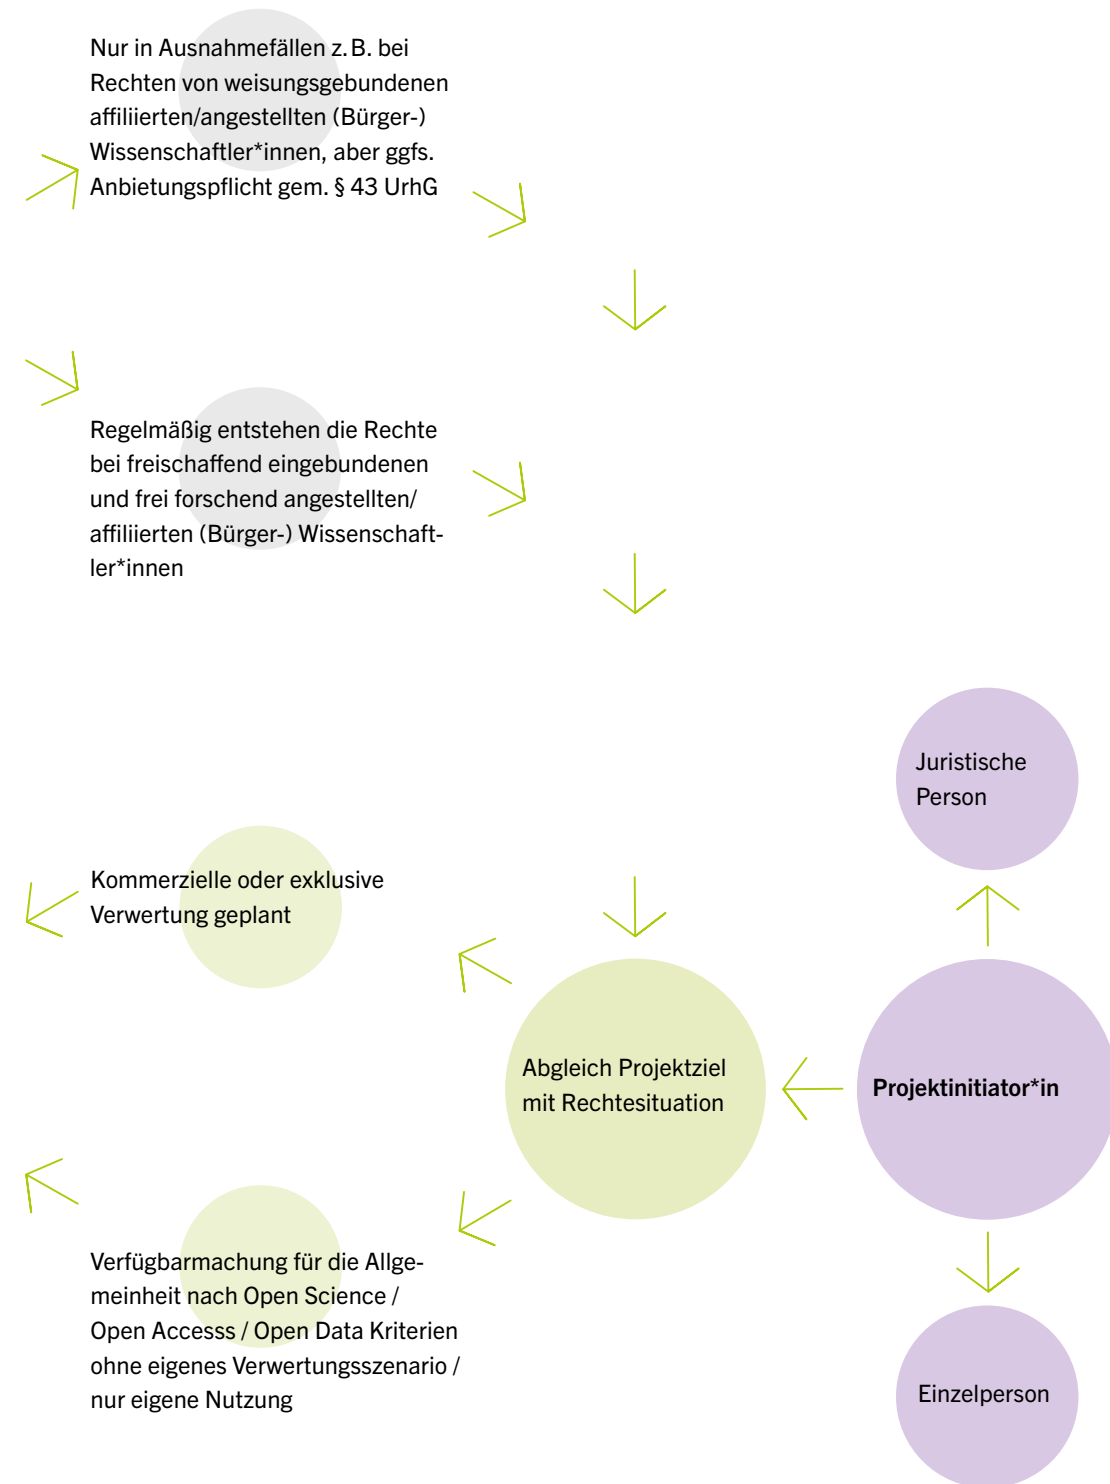 Nur in Ausnahmefällen z. B. bei
Rechten von weisungsgebundenen
affiliierten/angestellten (Bürger-)
Wissenschaftler*innen, aber ggfs.
Anbietungspflicht gem. § 43 UrhG
Regelmäßig entstehen die Rechte
bei freischaffend eingebundenen
und frei forschend angestellten/
affiliierten (Bürger-) Wissenschaft-
ler*innen
Juristische
Person
Kommerzielle oder exklusive
Verwertung geplant
Abgleich Projektziel
mit Rechtesituation
Projektinitiator*in
Verfügbarmachung für die Allge-
meinheit nach Open Science /
Open Accesss / Open Data Kriterien
ohne eigenes Verwertungsszenario /
nur eigene Nutzung
Einzelperson